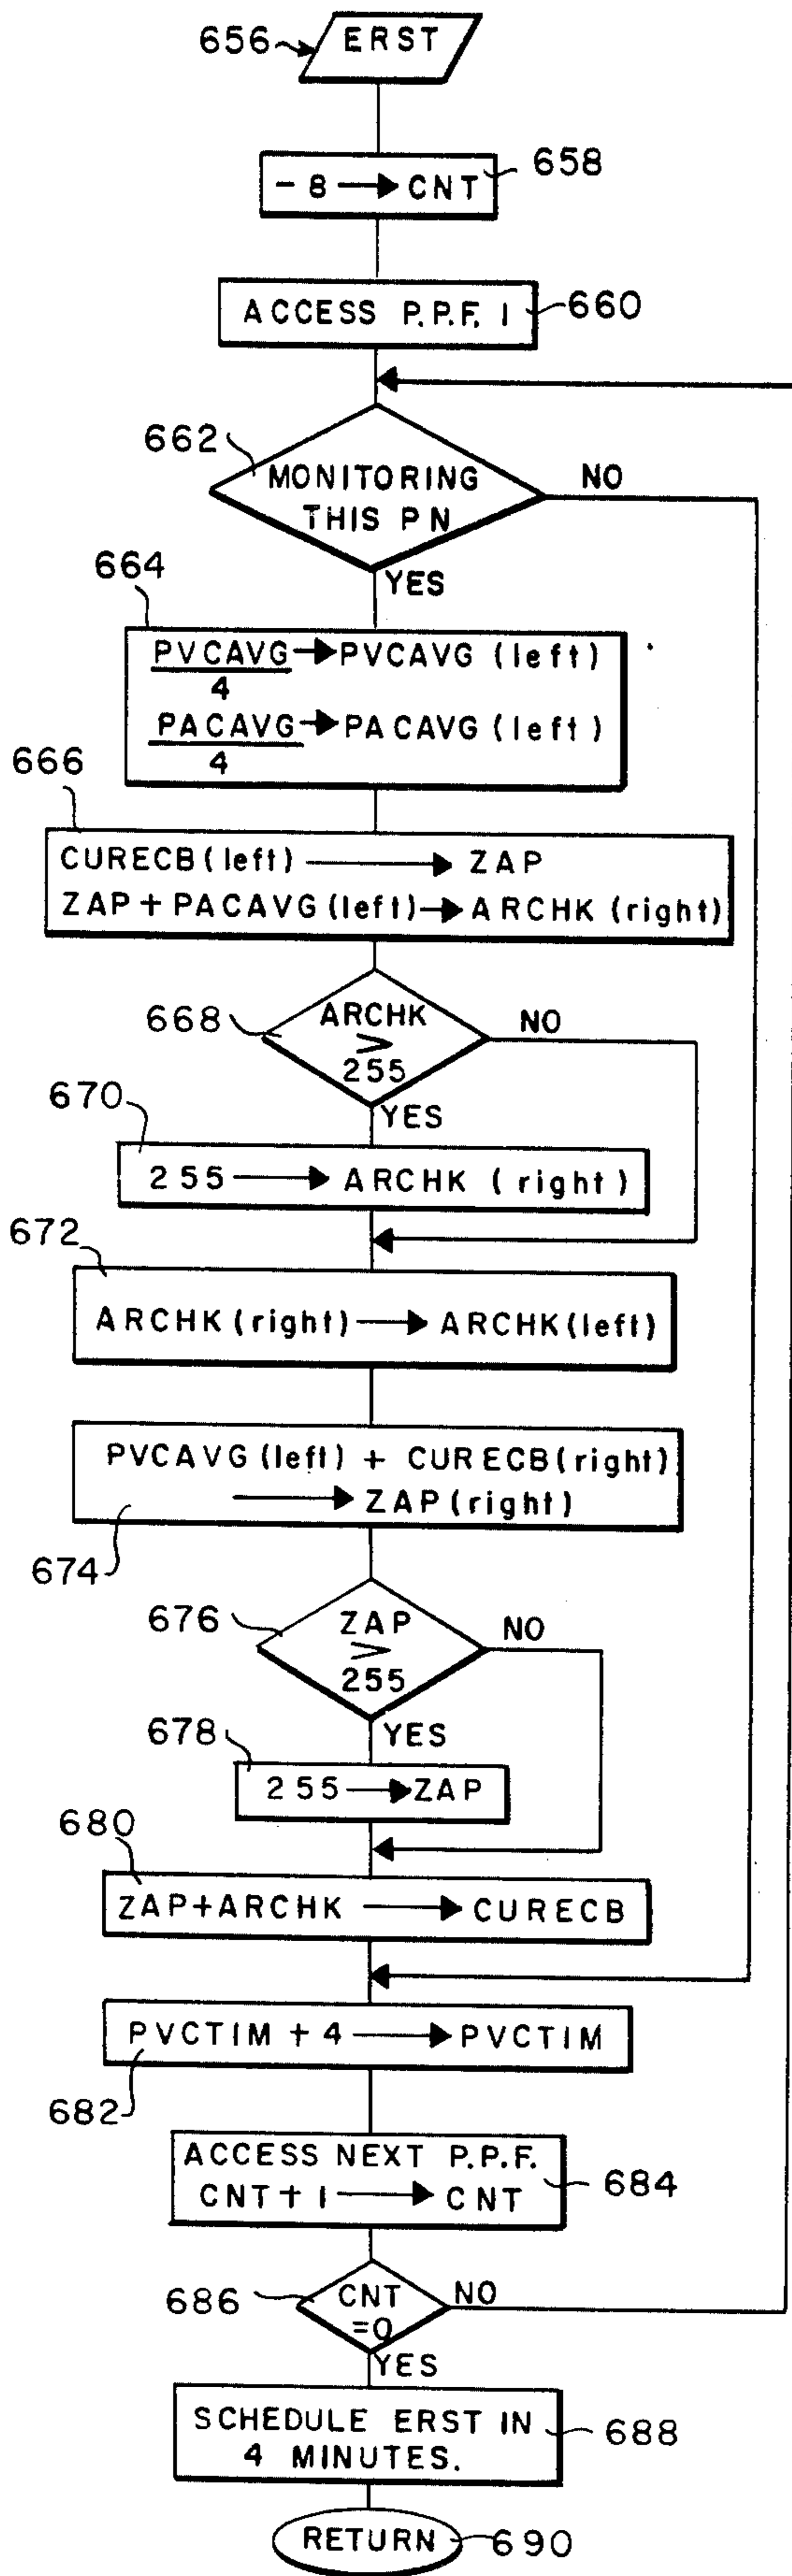 656 ERST
-8 → CNT 658
ACCESS P.P.F. 1 660
662
MONITORING NO
THIS PN
YES
664
PVCAVG → PVCAVG (left)
4
PACAVG → PACAVG (left)
4
666
CURECB (left) → ZAP
ZAP + PACAVG (left) → ARCHK (right)
668 ARCHK NO
>
255
YES
670
255 → ARCHK (right)
672
ARCHK (right) → ARCHK (left)
PVCAVG (left) + CURECB (right)
→ ZAP (right)
674
676 ZAP NO
>
255
YES
678
255 → ZAP
680
ZAP+ARCHK → CURECB
PVCTIM + 4 → PVCTIM
682
ACCESS NEXT P.P.F.
CNT + 1 → CNT 684
686 CNT NO
=0
YES
SCHEDULE ERST IN
4 MINUTES. 688
RETURN 690